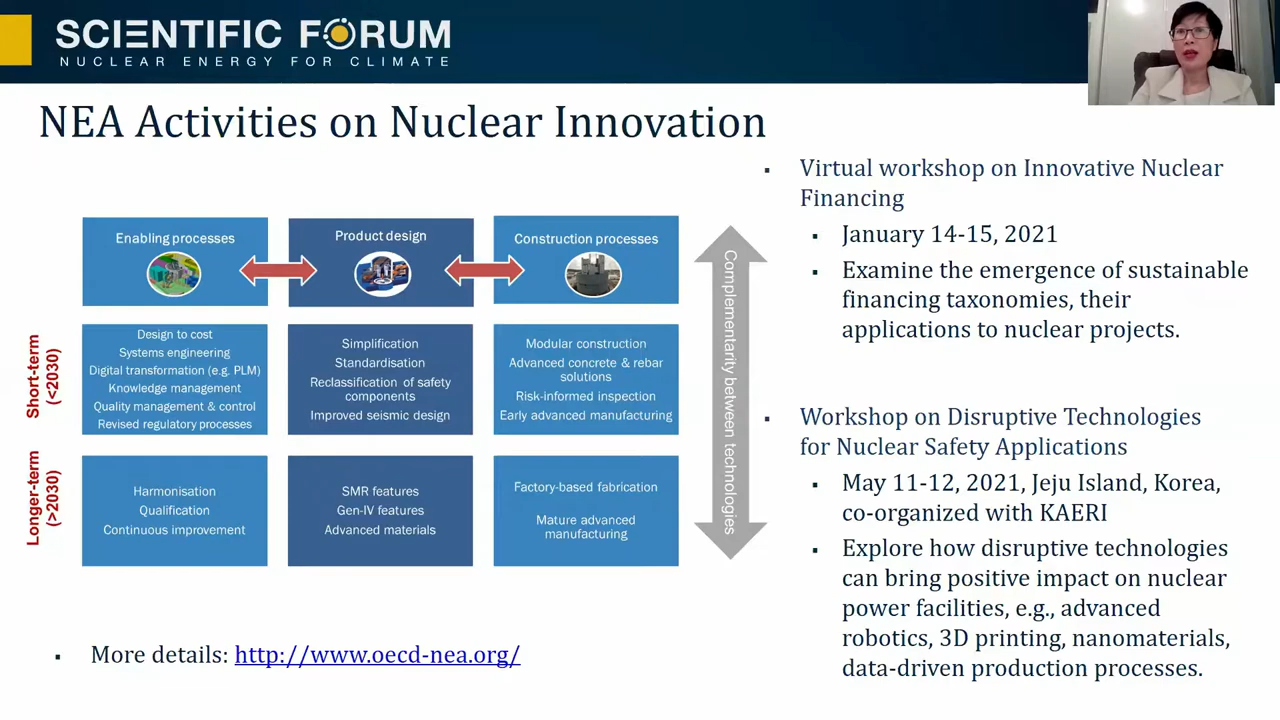 SCIENTIFIC FORUM
NUCLEAR ENERGY FOR CLIMATE
NEA Activities on Nuclear Innovation
Enabling processes
Product design
Construction processes
Short-term
(<2030)
Design to cost
Systems engineering
Digital transformation (e.g. PLM)
Knowledge management
Quality management & control
Revised regulatory processes
Simplification
Standardisation
Reclassification of safety
components
Improved seismic design
Modular construction
Advanced concrete & rebar
solutions
Risk-informed inspection
Early advanced manufacturing
Longer-term
(>2030)
Harmonisation
Qualification
Continuous improvement
SMR features
Gen-IV features
Advanced materials
Factory-based fabrication
Mature advanced
manufacturing
Complementarity between technologies
▪ More details: http://www.oecd-nea.org/
▪ Virtual workshop on Innovative Nuclear
Financing
▪ January 14-15, 2021
▪ Examine the emergence of sustainable
financing taxonomies, their
applications to nuclear projects.
▪ Workshop on Disruptive Technologies
for Nuclear Safety Applications
▪ May 11-12, 2021, Jeju Island, Korea,
co-organized with KAERI
▪ Explore how disruptive technologies
can bring positive impact on nuclear
power facilities, e.g., advanced
robotics, 3D printing, nanomaterials,
data-driven production processes.